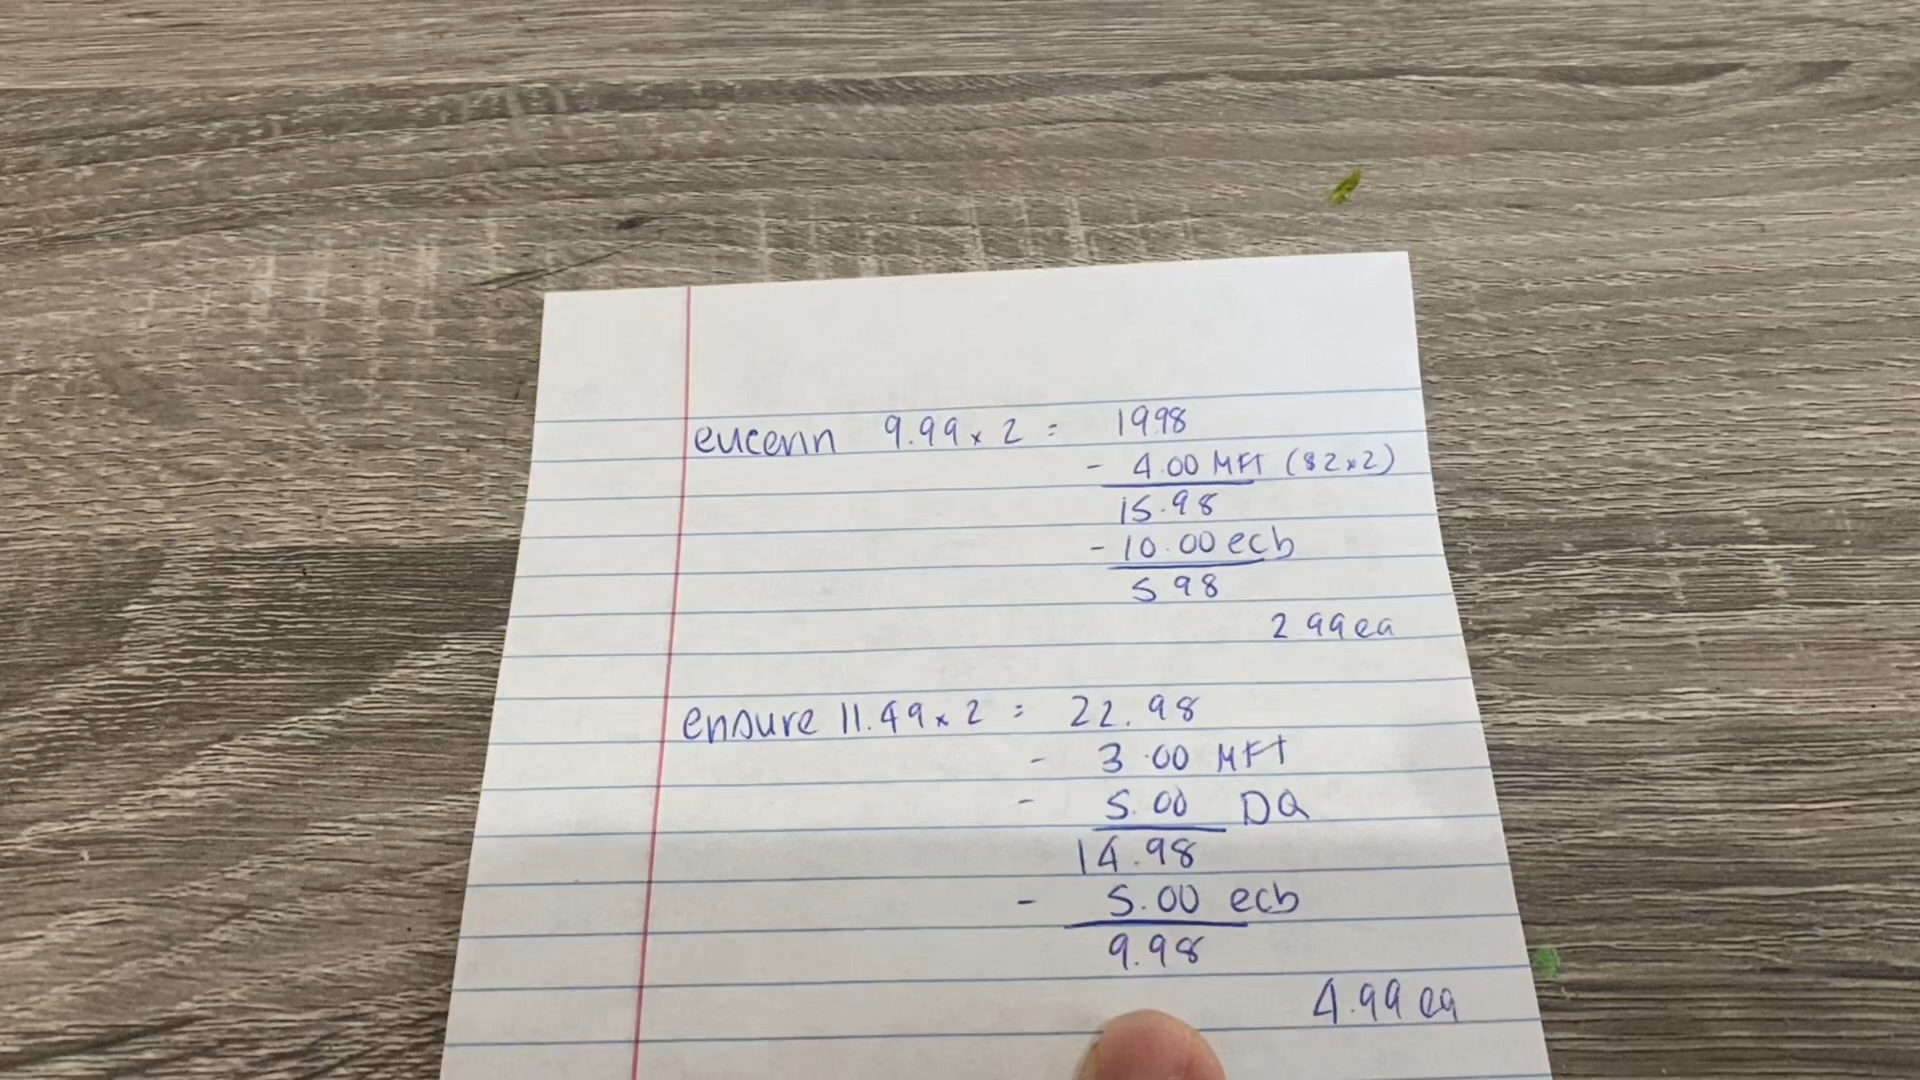 eucerin 9.99 x 2 = 19.98
- 4.00 MFT ($2x2)
15.98
- 10.00 ecb
5.98
2.99 ea
ensure 11.49 x 2 = 22.98
- 3.00 MFT
- 5.00 DQ
14.98
- 5.00 ecb
9.98
4.99 ea